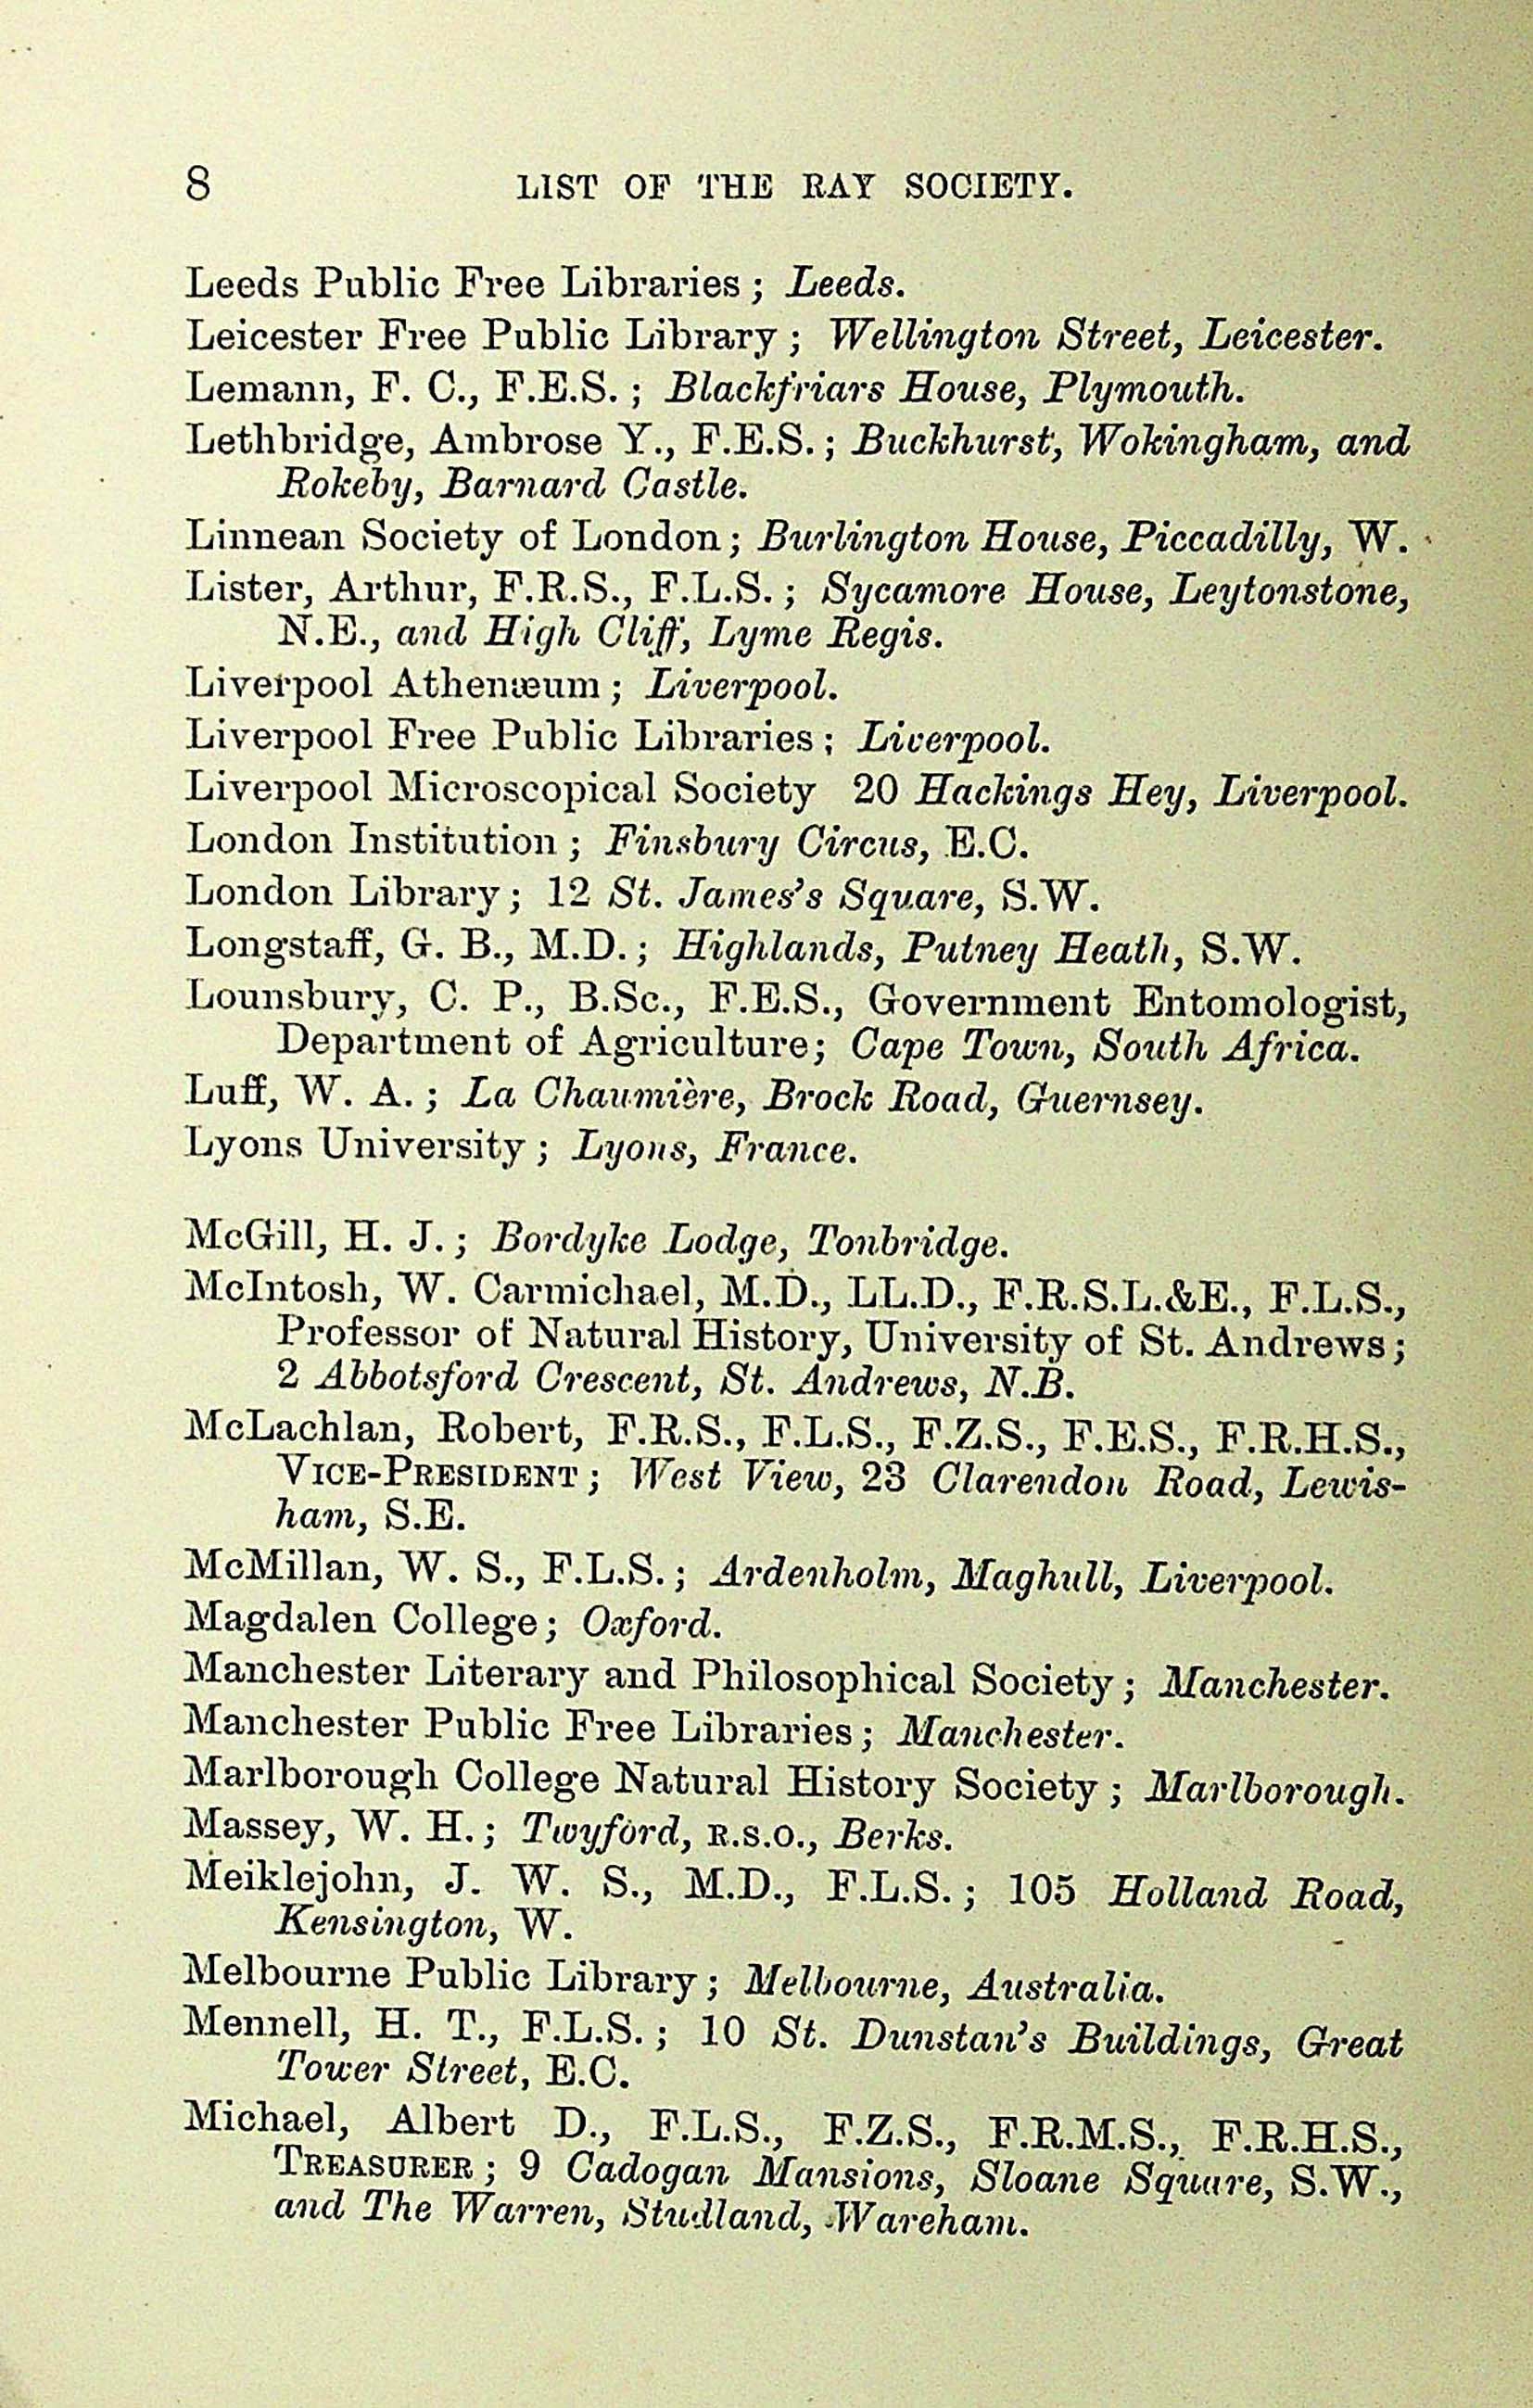 8 LIST OF THE RAY SOCIETY.
Leeds Public Free Libraries; Leeds.
Leicester Free Public Library; Wellington Street, Leicester.
Lemann, F. C., F.E.S.; Blackfriars House, Plymouth.
Lethbridge, Ambrose Y., F.E.S.; Buckhurst, Wokingham, and
Rokeby, Barnard Castle.
Linnean Society of London; Burlington House, Piccadilly, W.
Lister, Arthur, F.R.S., F.L.S.; Sycamore House, Leytonstone,
N.E., and High Cliff, Lyme Regis.
Liverpool Athenæum; Liverpool.
Liverpool Free Public Libraries; Liverpool.
Liverpool Microscopical Society 20 Hackings Hey, Liverpool.
London Institution; Finsbury Circus, E.C.
London Library; 12 St. James's Square, S.W.
Longstaff, G. B., M.D.; Highlands, Putney Heath, S.W.
Lounsbury, C. P., B.Sc., F.E.S., Government Entomologist,
Department of Agriculture; Cape Town, South Africa.
Luff, W. A.; La Chaumière, Brock Road, Guernsey.
Lyons University; Lyons, France.
McGill, H. J.; Bordyke Lodge, Tonbridge.
McIntosh, W. Carmichael, M.D., LL.D., F.R.S.L.&E., F.L.S.,
Professor of Natural History, University of St. Andrews;
2 Abbotsford Crescent, St. Andrews, N.B.
McLachlan, Robert, F.R.S., F.L.S., F.Z.S., F.E.S., F.R.H.S.,
VICE-PRESIDENT; West View, 23 Clarendon Road, Lewis-
ham, S.E.
McMillan, W. S., F.L.S.; Ardenholm, Maghull, Liverpool.
Magdalen College; Oxford.
Manchester Literary and Philosophical Society; Manchester.
Manchester Public Free Libraries; Manchester.
Marlborough College Natural History Society; Marlborough.
Massey, W. H.; Twyford, R.S.O., Berks.
Meiklejohn, J. W. S., M.D., F.L.S.; 105 Holland Road,
Kensington, W.
Melbourne Public Library; Melbourne, Australia.
Mennell, H. T., F.L.S.; 10 St. Dunstan's Buildings, Great
Tower Street, E.C.
Michael, Albert D., F.L.S., F.Z.S., F.R.M.S., F.R.H.S.,
TREASURER; 9 Cadogan Mansions, Sloane Square, S.W.,
and The Warren, Studland, Wareham.